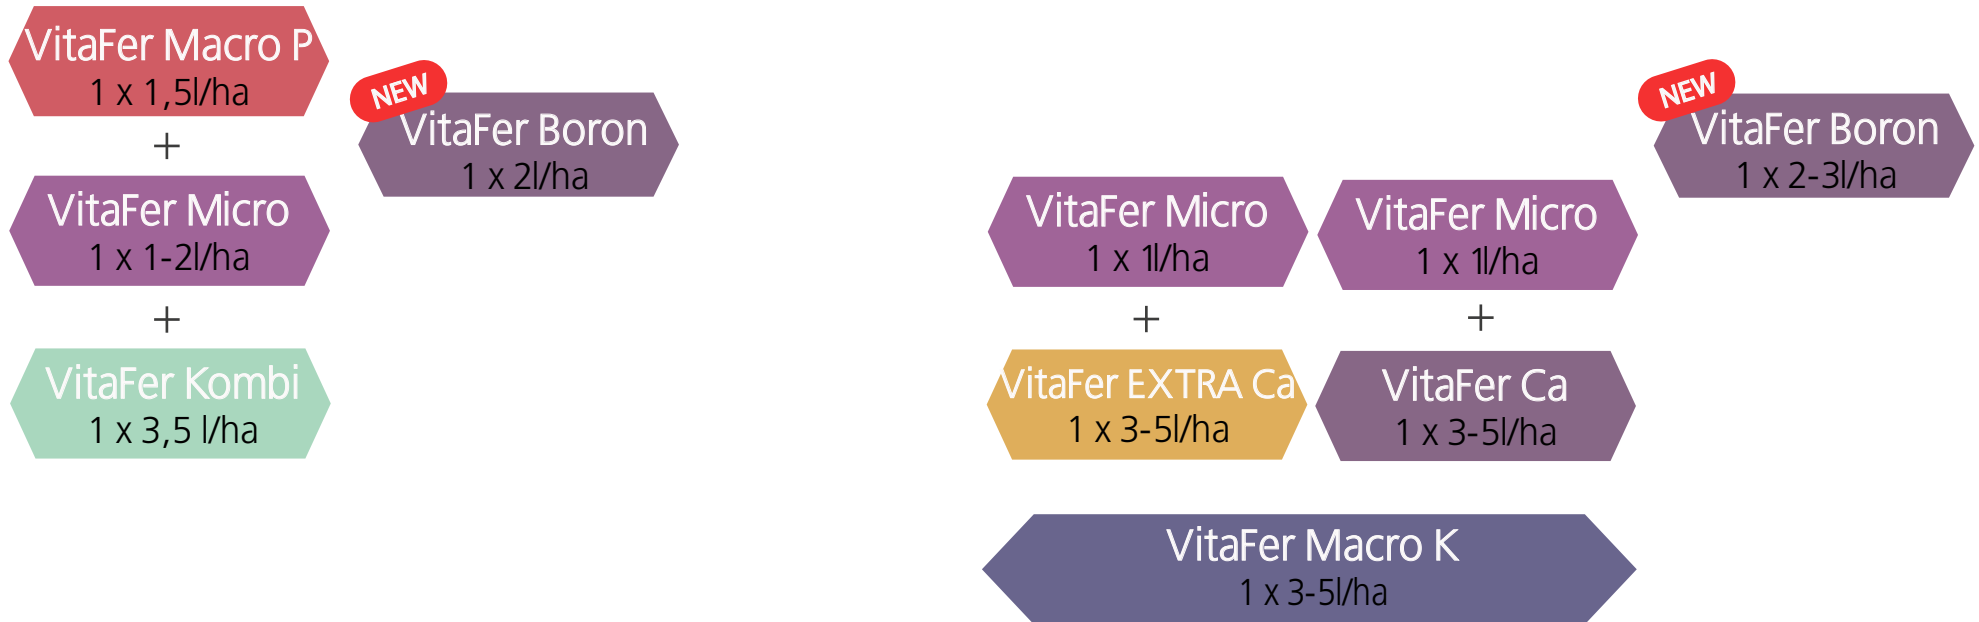 VitaFer Macro P
1 x 1,5l/ha
+
VitaFer Micro
1 x 1-2l/ha
+
VitaFer Kombi
1 x 3,5 l/ha
NEW
VitaFer Boron
1 x 2l/ha
VitaFer Micro
1 x 1l/ha
+
VitaFer EXTRA Ca
1 x 3-5l/ha
VitaFer Micro
1 x 1l/ha
+
VitaFer Ca
1 x 3-5l/ha
NEW
VitaFer Boron
1 x 2-3l/ha
VitaFer Macro K
1 x 3-5l/ha